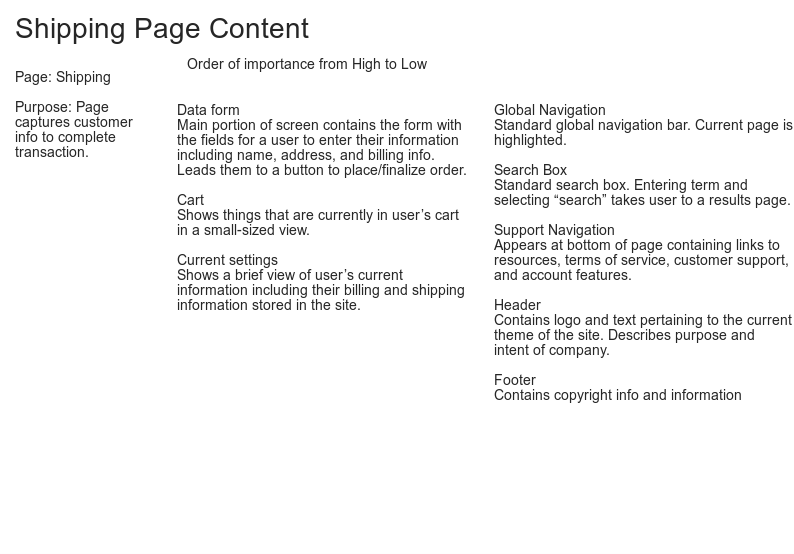 Shipping Page Content
Order of importance from High to Low
Page: Shipping
Purpose: Page
captures customer
info to complete
transaction.
Data form
Main portion of screen contains the form with
the fields for a user to enter their information
including name, address, and billing info.
Leads them to a button to place/finalize order.
Cart
Shows things that are currently in user’s cart
in a small-sized view.
Current settings
Shows a brief view of user’s current
information including their billing and shipping
information stored in the site.
Global Navigation
Standard global navigation bar. Current page is
highlighted.
Search Box
Standard search box. Entering term and
selecting “search” takes user to a results page.
Support Navigation
Appears at bottom of page containing links to
resources, terms of service, customer support,
and account features.
Header
Contains logo and text pertaining to the current
theme of the site. Describes purpose and
intent of company.
Footer
Contains copyright info and information